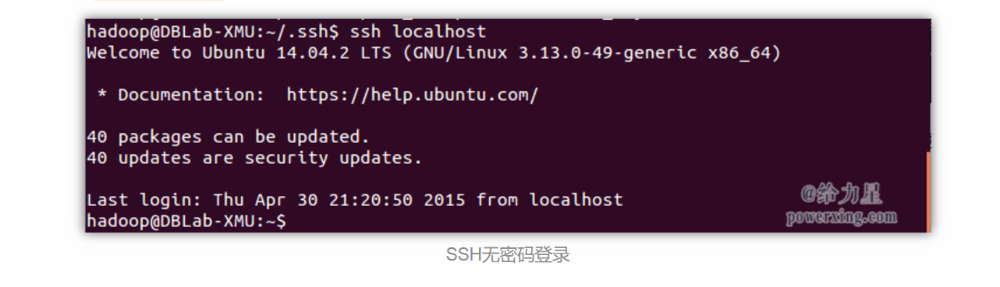 hadoop@DBLab-XMU:~/.ssh$ ssh localhost
Welcome to Ubuntu 14.04.2 LTS (GNU/Linux 3.13.0-49-generic x86_64)
* Documentation:  https://help.ubuntu.com/
40 packages can be updated.
40 updates are security updates.
Last login: Thu Apr 30 21:20:50 2015 from localhost
hadoop@DBLab-XMU:~$
@给力星
powerxing.com
SSH无密码登录